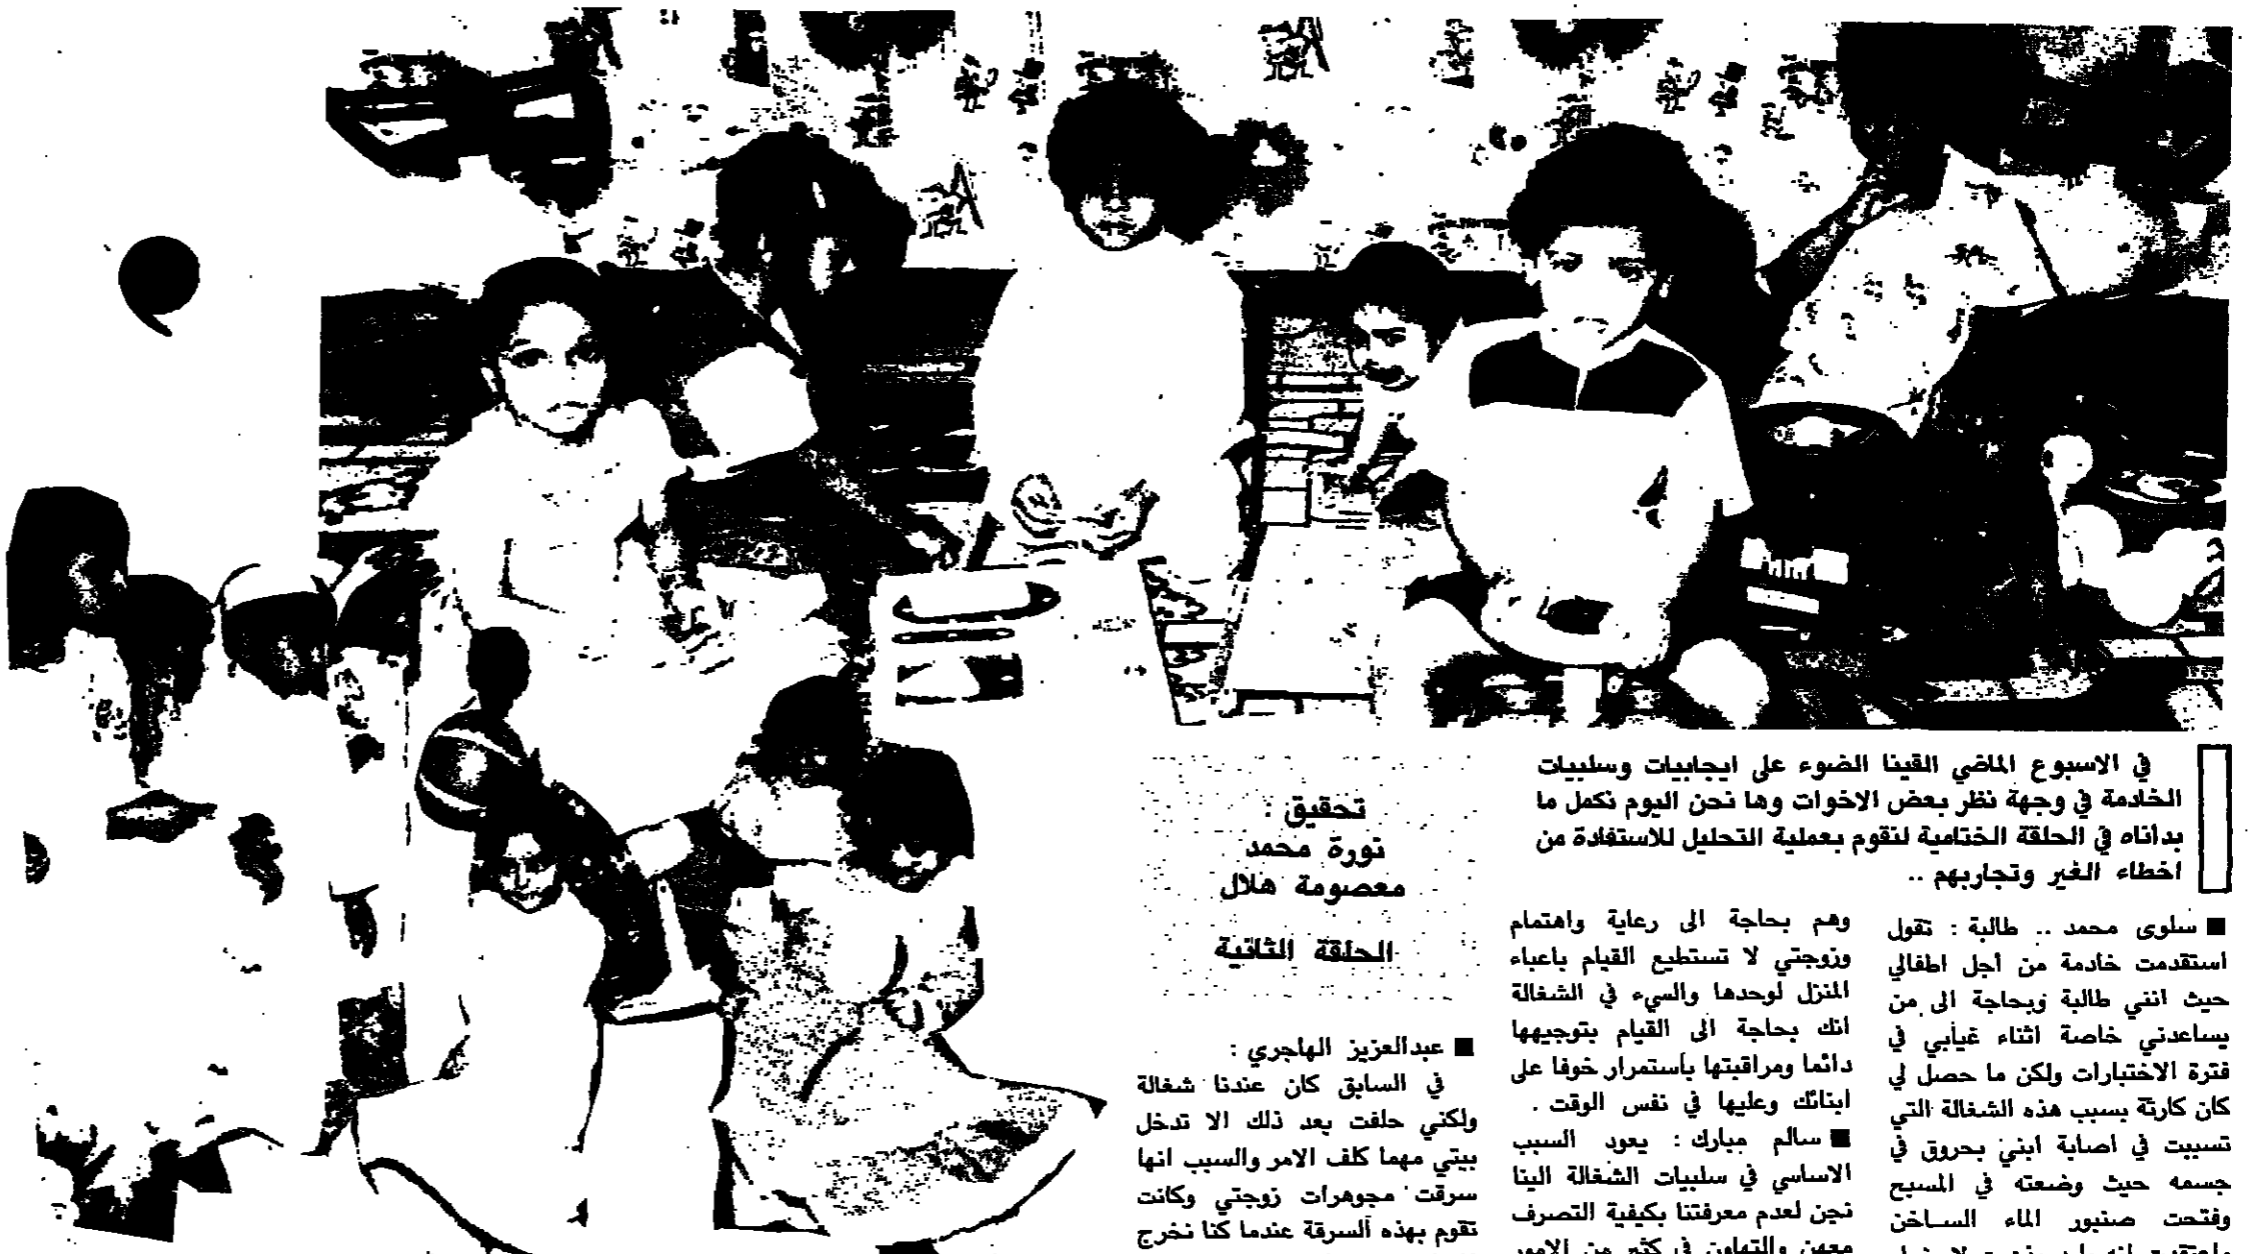 في الاسبوع الماضي القينا الضوء على ايجابيات وسلبيات
الخادمة في وجهة نظر بعض الاخوات وها نحن اليوم نكمل ما
بدأناه في الحلقة الختامية لنقوم بعملية التحليل للاستفادة من
اخطاء الغير وتجاربهم ..
تحقيق :
نورة محمد
معصومة هلال
الحلقة الثانية
■ سلوى محمد .. طالبة : تقول
استقدمت خادمة من أجل اطفالي
حيث انني طالبة وبحاجة الى من
يساعدني خاصة اثناء غيابي في
فترة الاختبارات ولكن ما حصل لي
كان كارثة بسبب هذه الشغالة التي
تسببت في اصابة ابني بحروق في
جسمه حيث وضعته في المسبح
وفتحت صنبور الماء الساخن
وهم بحاجة الى رعاية واهتمام
وزوجتي لا تستطيع القيام باعباء
المنزل لوحدها والسيء في الشغالة
أنك بحاجة الى القيام بتوجيهها
دائما ومراقبتها باستمرار خوفا على
ابنائك وعليها في نفس الوقت .
■ سالم مبارك : يعود السبب
الاساسي في سلبيات الشغالة الينا
نحن لعدم معرفتنا بكيفية التصرف
معهن والتهاون في كثير من الامور
■ عبدالعزيز الهاجري :
في السابق كان عندنا شغالة
ولكني حلفت بعد ذلك الا تدخل
بيتي مهما كلف الامر والسبب انها
سرقت مجوهرات زوجتي وكانت
تقوم بهذه السرقة عندما كنا نخرج